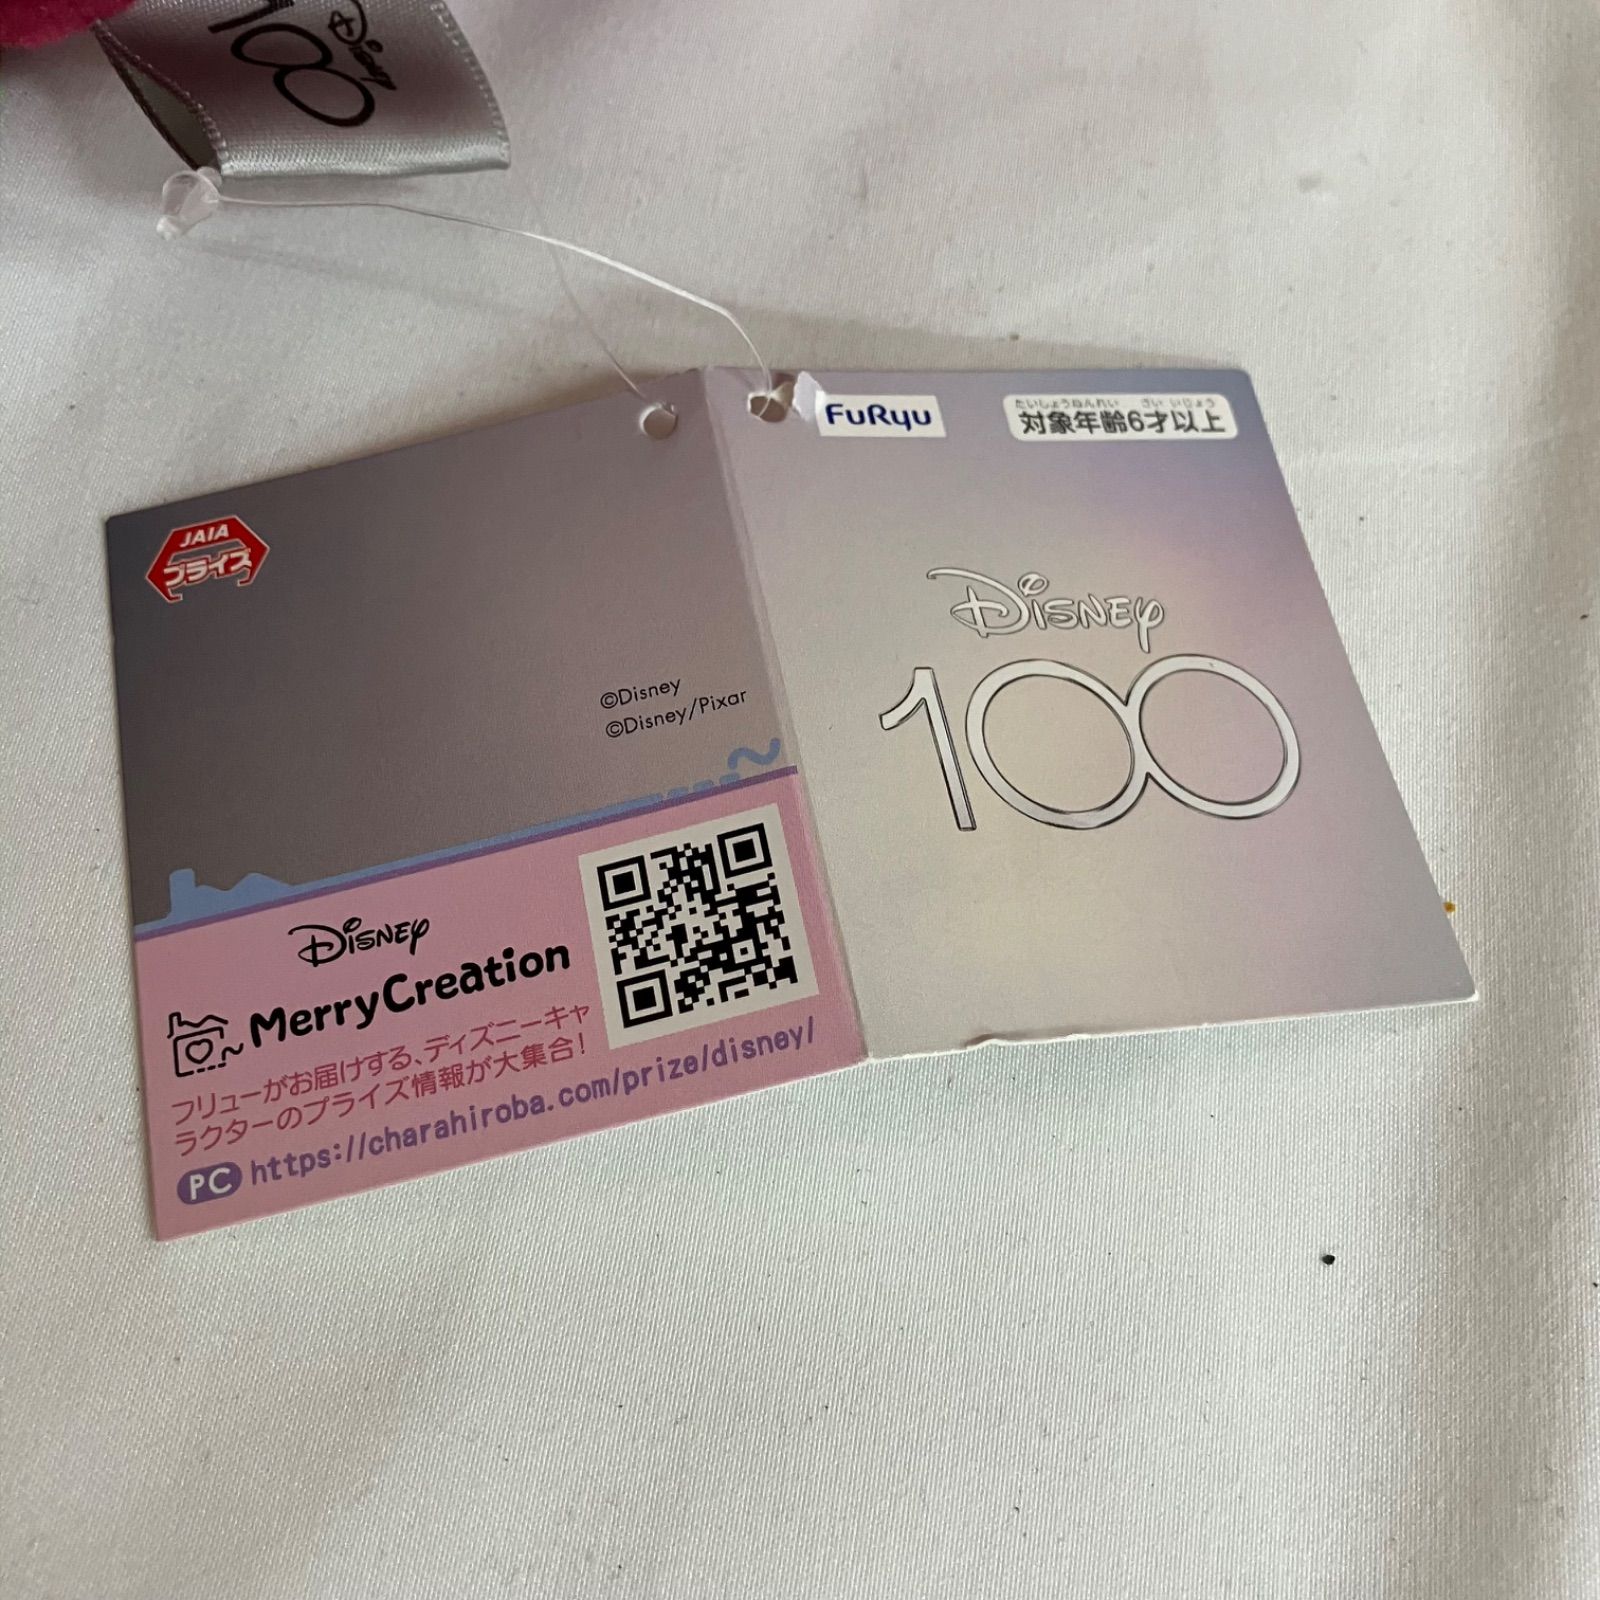 Disney
100
JAIA
プライズ
©Disney
©Disney/Pixar
Disney
MerryCreation
フリューがお届けする、ディズニーキャ
ラクターのプライズ情報が大集合!
PC https://charahiroba.com/prize/disney/
FuRyu
たいしょうねんれい さい いじょう
対象年齢6才以上
Disney
100